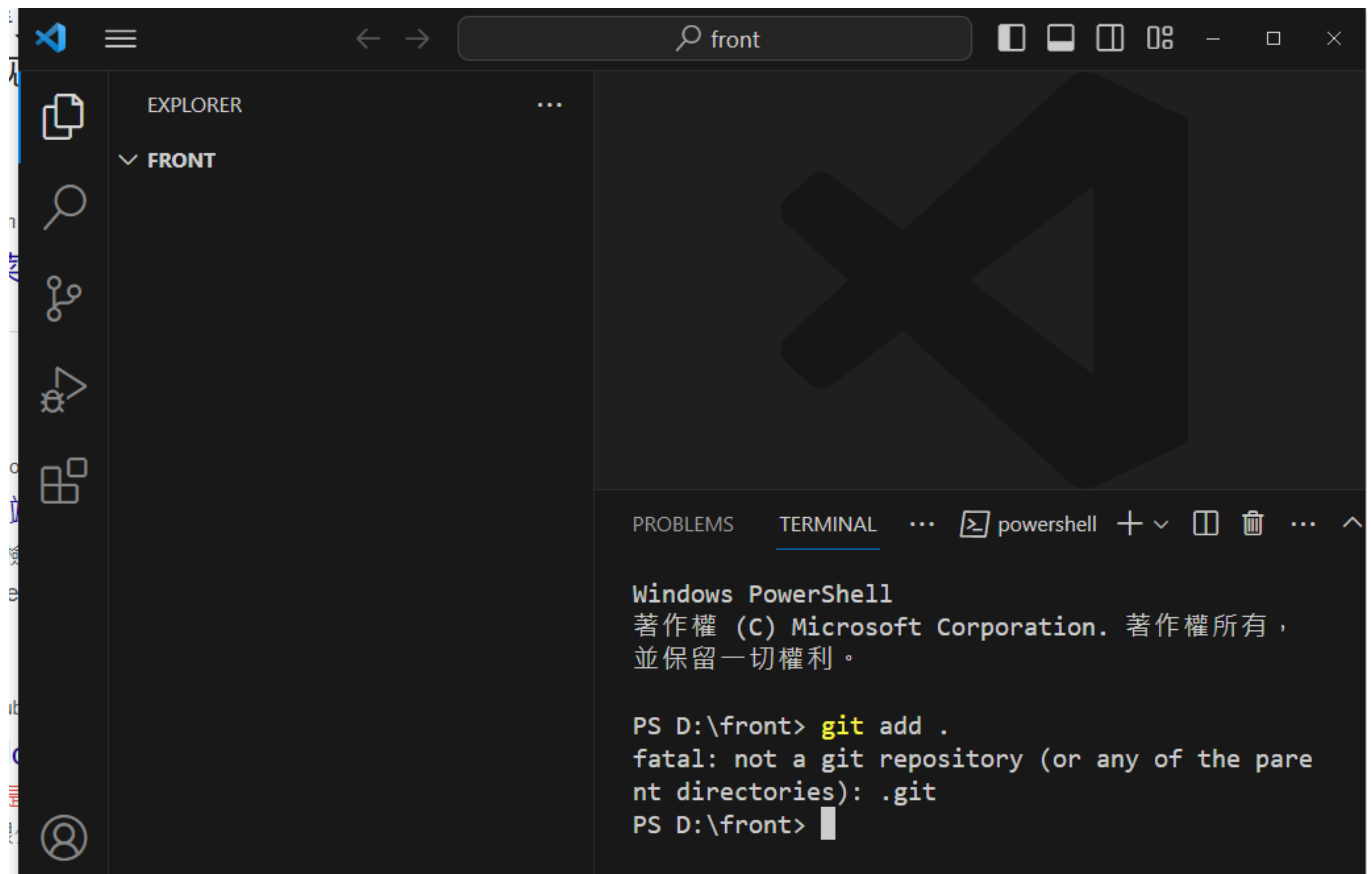 front
EXPLORER
FRONT
PROBLEMS TERMINAL powershell
Windows PowerShell
著作權 (C) Microsoft Corporation. 著作權所有，
並保留一切權利。
PS D:\front> git add .
fatal: not a git repository (or any of the pare
nt directories): .git
PS D:\front>